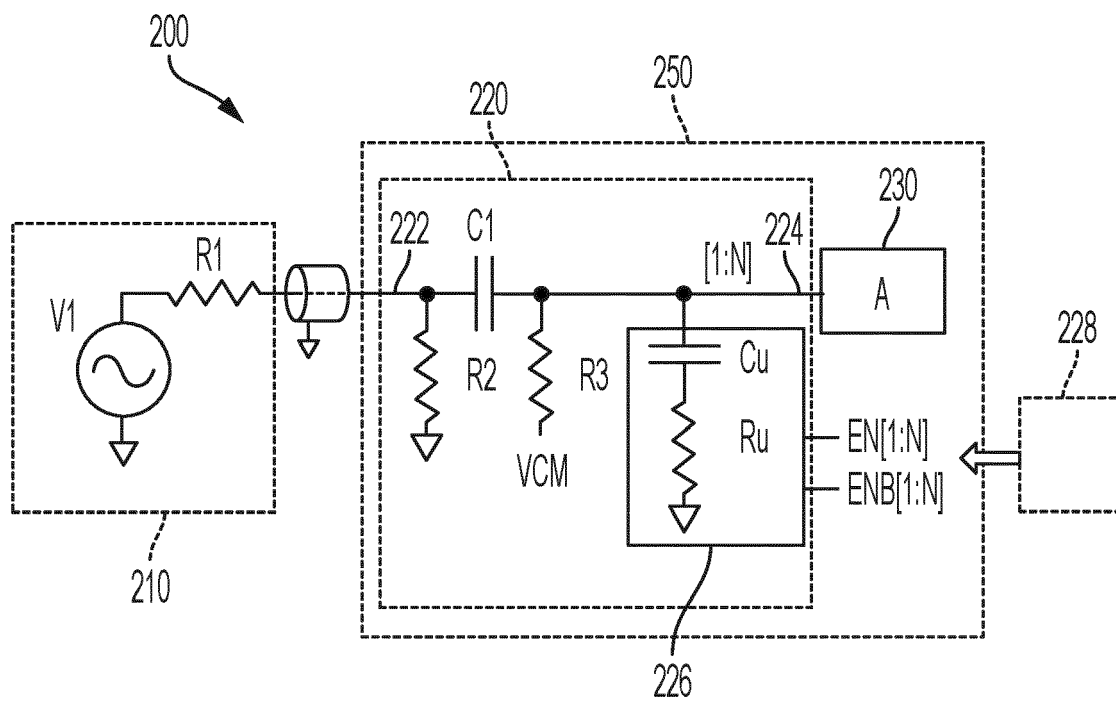 200
250
220
230
R1
222
C1
[1:N]
224
V1
A
228
R2
R3
Cu
Ru
EN[1:N]
VCM
ENB[1:N]
210
226